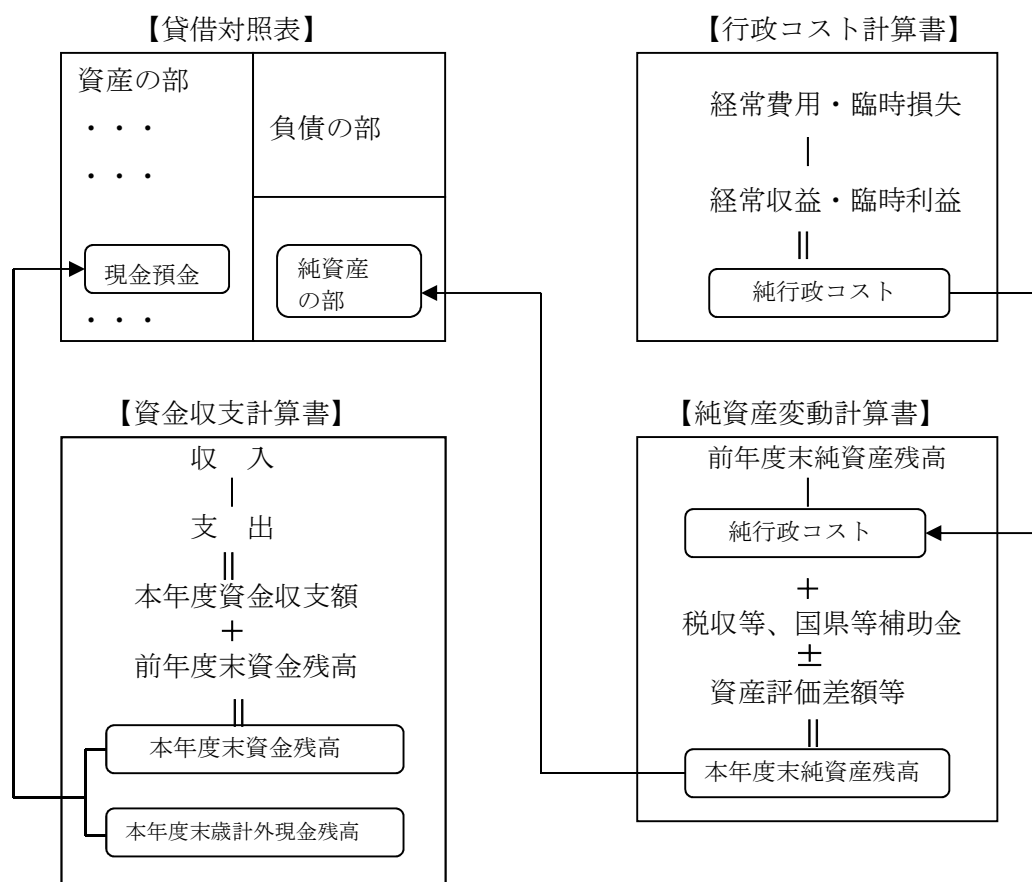 【貸借対照表】
資産の部
・・・
・・・
現金預金
・・・
負債の部
純資産
の部
【行政コスト計算書】
経常費用・臨時損失
|
経常収益・臨時利益
||
純行政コスト
【資金収支計算書】
収 入
|
支 出
||
本年度資金収支額
+
前年度末資金残高
||
本年度末資金残高
本年度末歳計外現金残高
【純資産変動計算書】
前年度末純資産残高
|
純行政コスト
+
税収等、国県等補助金
±
資産評価差額等
||
本年度末純資産残高